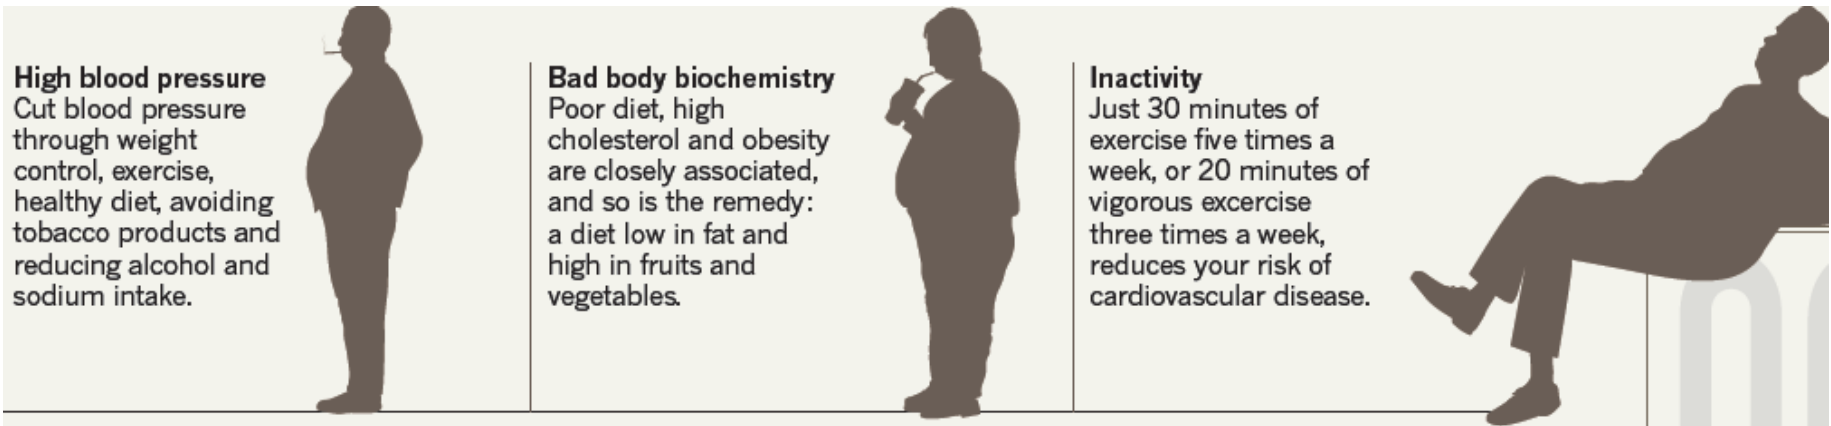 High blood pressure
Cut blood pressure
through weight
control, exercise,
healthy diet, avoiding
tobacco products and
reducing alcohol and
sodium intake.
Bad body biochemistry
Poor diet, high
cholesterol and obesity
are closely associated,
and so is the remedy:
a diet low in fat and
high in fruits and
vegetables.
Inactivity
Just 30 minutes of
exercise five times a
week, or 20 minutes of
vigorous excercise
three times a week,
reduces your risk of
cardiovascular disease.